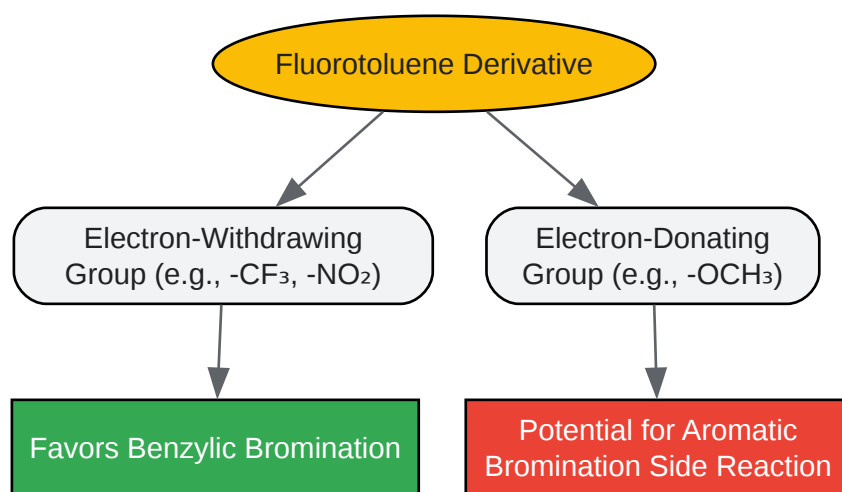 Fluorotoluene Derivative
Electron-Withdrawing
Group (e.g., -CF₃, -NO₂)
Electron-Donating
Group (e.g., -OCH₃)
Favors Benzylic Bromination
Potential for Aromatic
Bromination Side Reaction